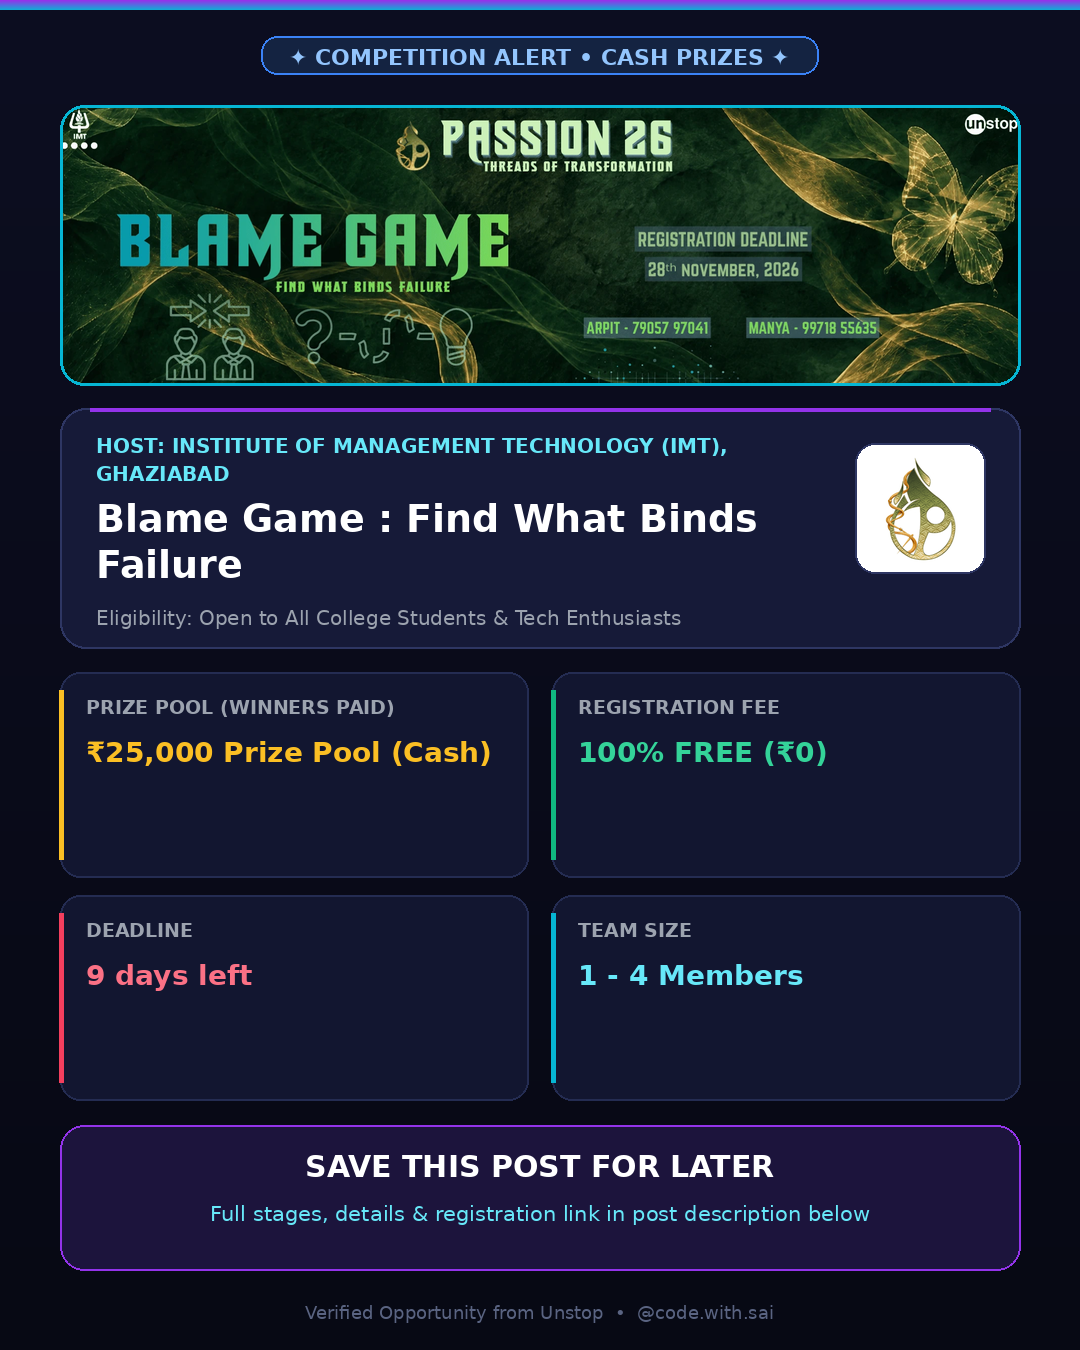 ✦ COMPETITION ALERT • CASH PRIZES ✦
IMT
unstop
PASSION 26
THREADS OF TRANSFORMATION
BLAME GAME
FIND WHAT BINDS FAILURE
REGISTRATION DEADLINE
28th NOVEMBER, 2026
ARPIT - 79057 97041
MANYA - 99718 55635
HOST: INSTITUTE OF MANAGEMENT TECHNOLOGY (IMT),
GHAZIABAD
Blame Game : Find What Binds
Failure
Eligibility: Open to All College Students & Tech Enthusiasts
PRIZE POOL (WINNERS PAID)
₹25,000 Prize Pool (Cash)
REGISTRATION FEE
100% FREE (₹0)
DEADLINE
9 days left
TEAM SIZE
1 - 4 Members
SAVE THIS POST FOR LATER
Full stages, details & registration link in post description below
Verified Opportunity from Unstop • @code.with.sai